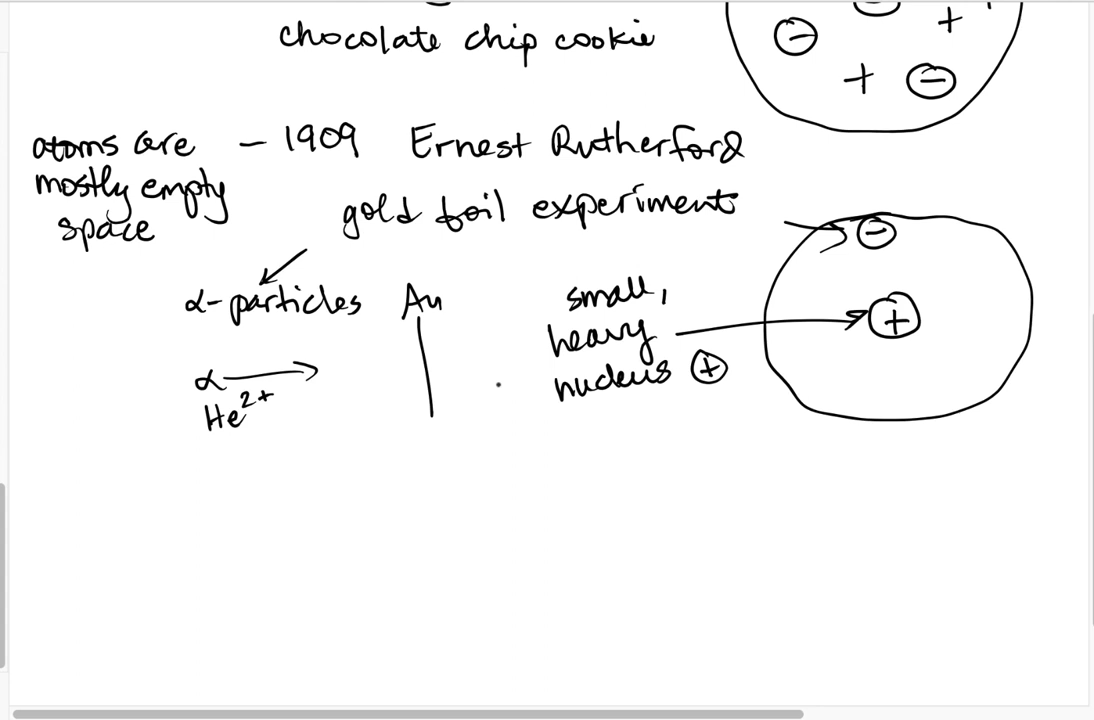 chocolate chip cookie
⊖ +
+ ⊖
atoms are
mostly empty
space
– 1909 Ernest Rutherford
gold foil experiment
⊖
α-particles Au
small,
heavy
nucleus ⊕
⊕
α
He²⁺